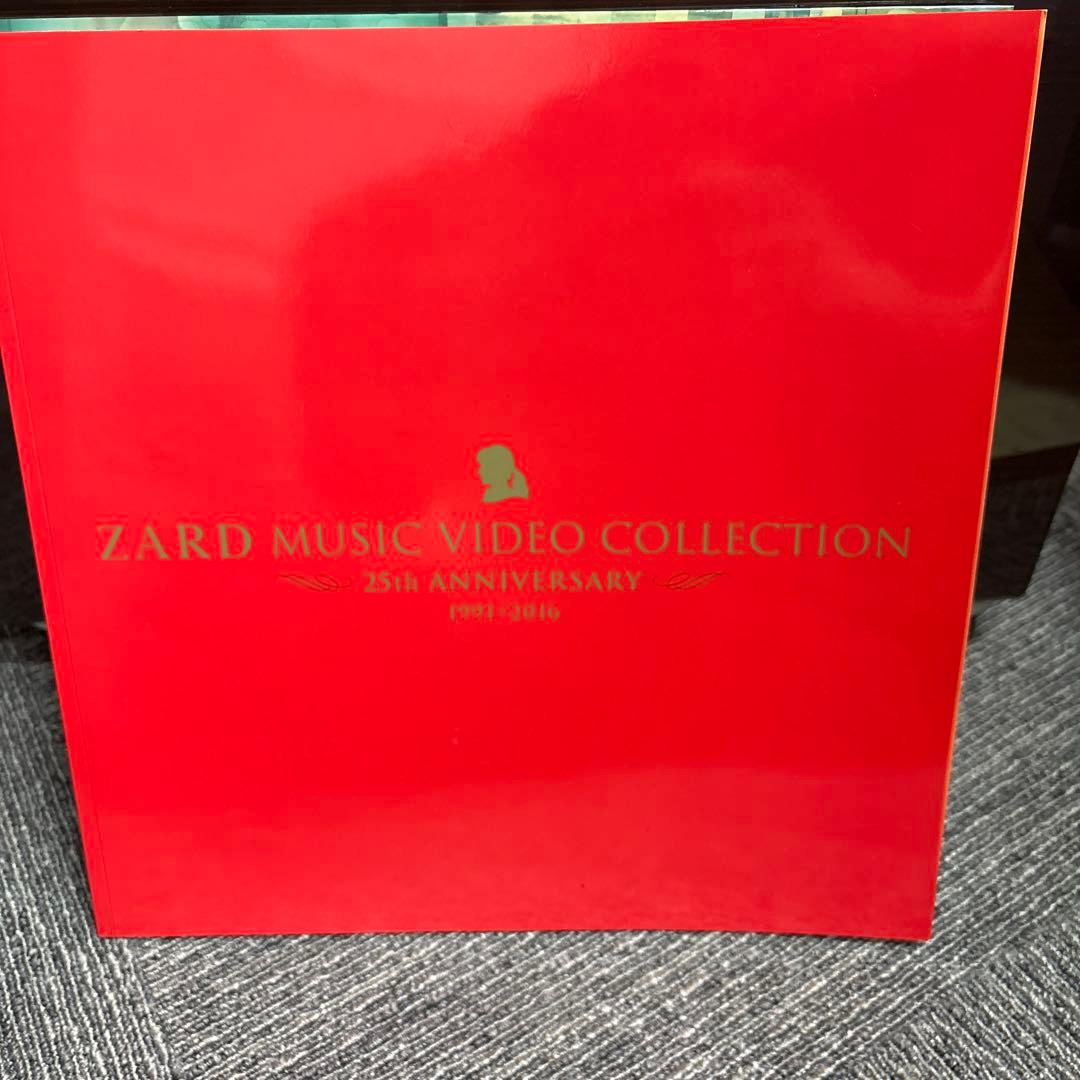 ZARD MUSIC VIDEO COLLECTION
25th ANNIVERSARY
1991-2016